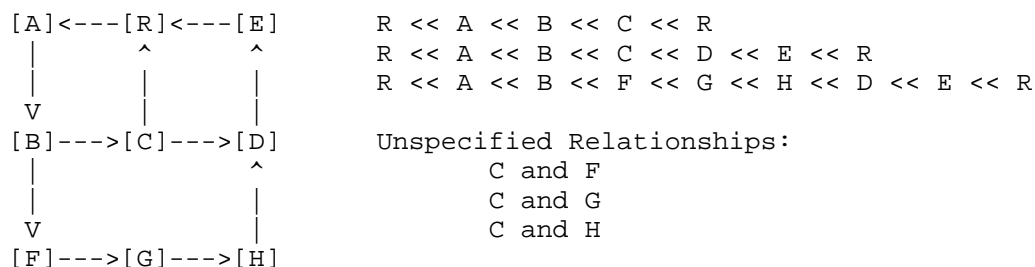 [A]<---[R]<---[E]      R << A << B << C << R
 |      ^      ^       R << A << B << C << D << E << R
 |      |      |       R << A << B << F << G << H << D << E << R
 V      |      |
[B]--->[C]--->[D]      Unspecified Relationships:
 |             ^              C and F
 |             |              C and G
 V             |              C and H
[F]--->[G]--->[H]